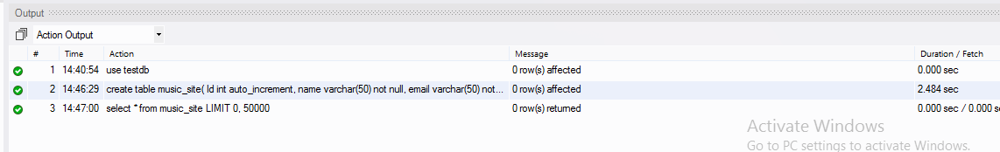 Output
Action Output
# Time Action Message Duration / Fetch
1 14:40:54 use testdb 0 row(s) affected 0.000 sec
2 14:46:29 create table music_site( Id int auto_increment, name varchar(50) not null, email varchar(50) not... 0 row(s) affected 2.484 sec
3 14:47:00 select * from music_site LIMIT 0, 50000 0 row(s) returned 0.000 sec / 0.000 s
Activate Windows
Go to PC settings to activate Windows.